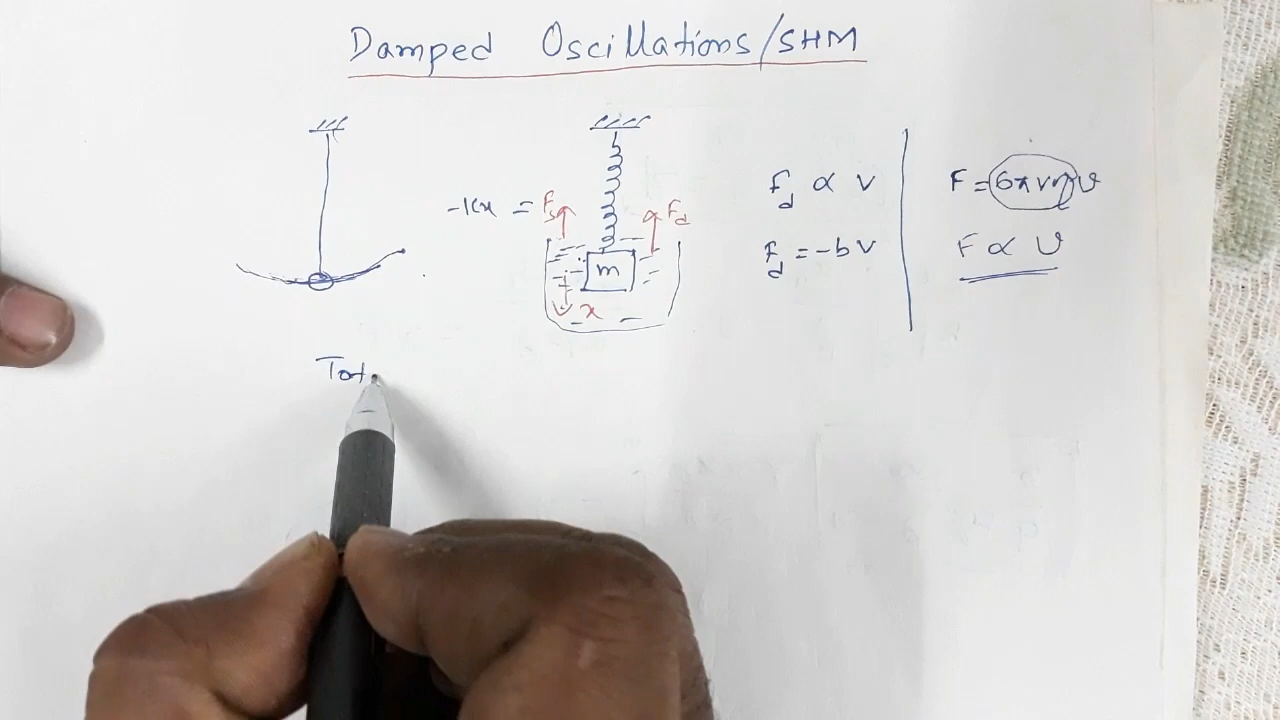 Damped Oscillations/SHM
-Kx = Fs
Fd
m
x
Fd ∝ v
Fd = -bv
F = 6πrηv
F ∝ v
Tot